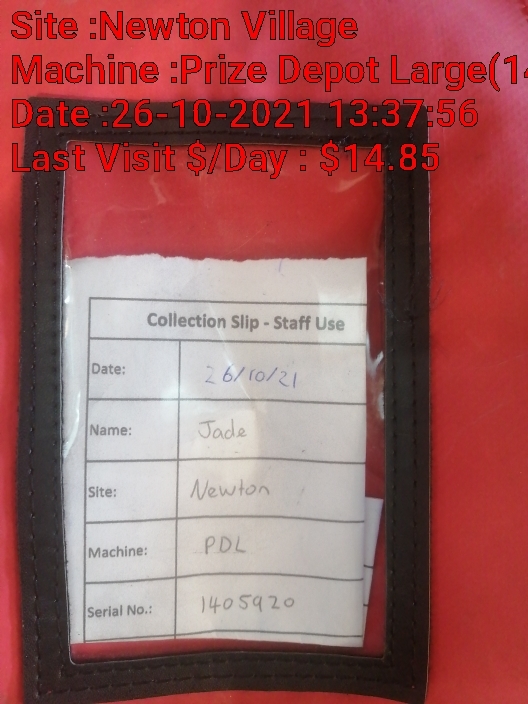 Site :Newton Village
Machine :Prize Depot Large(14
Date :26-10-2021 13:37:56
Last Visit $/Day : $14.85
Collection Slip - Staff Use
Date: 26/10/21
Name: Jade
Site: Newton
Machine: PDL
Serial No.: 1405920